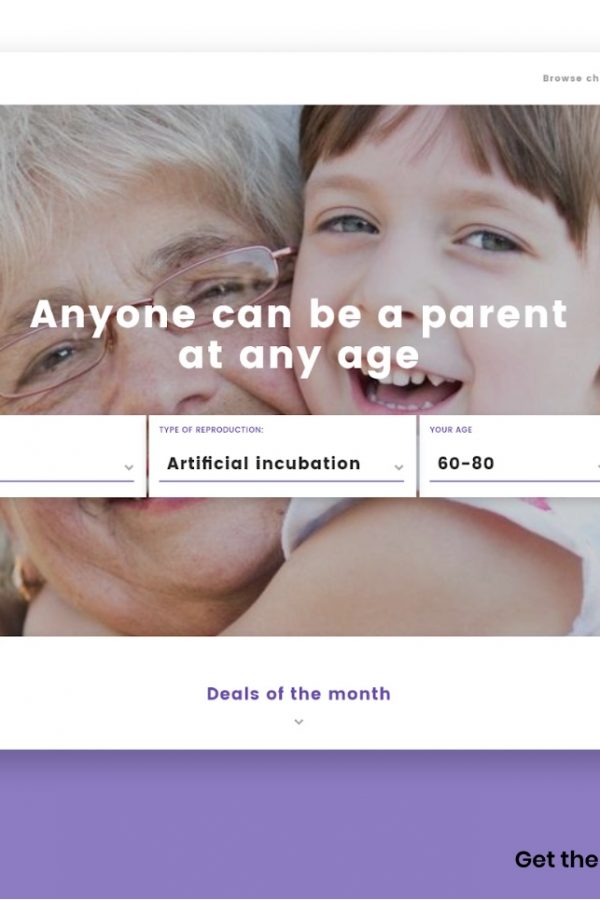 Browse ch
Anyone can be a parent
at any age
TYPE OF REPRODUCTION:
YOUR AGE
Artificial incubation
60-80
Deals of the month
Get the